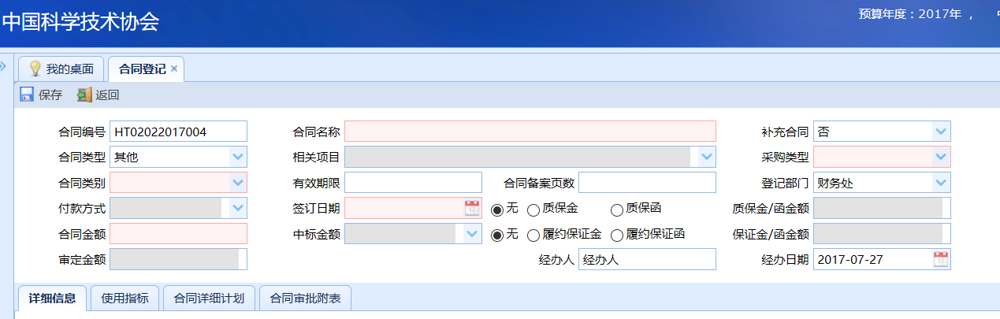 中国科学技术协会
预算年度：2017年 ，
我的桌面 合同登记 ×
保存 返回
合同编号 HT02022017004 合同名称 补充合同 否
合同类型 其他 相关项目 采购类型
合同类别 有效期限 合同备案页数 登记部门 财务处
付款方式 签订日期 无 质保金 质保函 质保金/函金额
合同金额 中标金额 无 履约保证金 履约保证函 保证金/函金额
审定金额 经办人 经办人 经办日期 2017-07-27
详细信息 使用指标 合同详细计划 合同审批附表